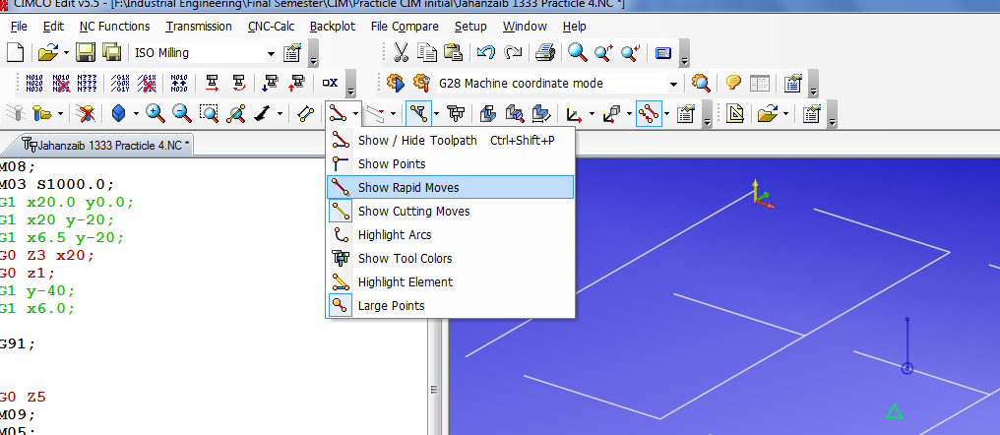 CIMCO Edit v5.5 - [F:\Industrial Engineering\Final Semester\CIM\Practicle CIM initial\Jahanzaib 1333 Practicle 4.NC *]
File Edit NC Functions Transmission CNC-Calc Backplot File Compare Setup Window Help
ISO Milling
G28 Machine coordinate mode
Jahanzaib 1333 Practicle 4.NC *
Show / Hide Toolpath Ctrl+Shift+P
Show Points
Show Rapid Moves
Show Cutting Moves
Highlight Arcs
Show Tool Colors
Highlight Element
Large Points
M08;
M03 S1000.0;
G1 x20.0 y0.0;
G1 x20 y-20;
G1 x6.5 y-20;
G0 Z3 x20;
G0 z1;
G1 y-40;
G1 x6.0;
G91;
G0 Z5
M09;
M05;